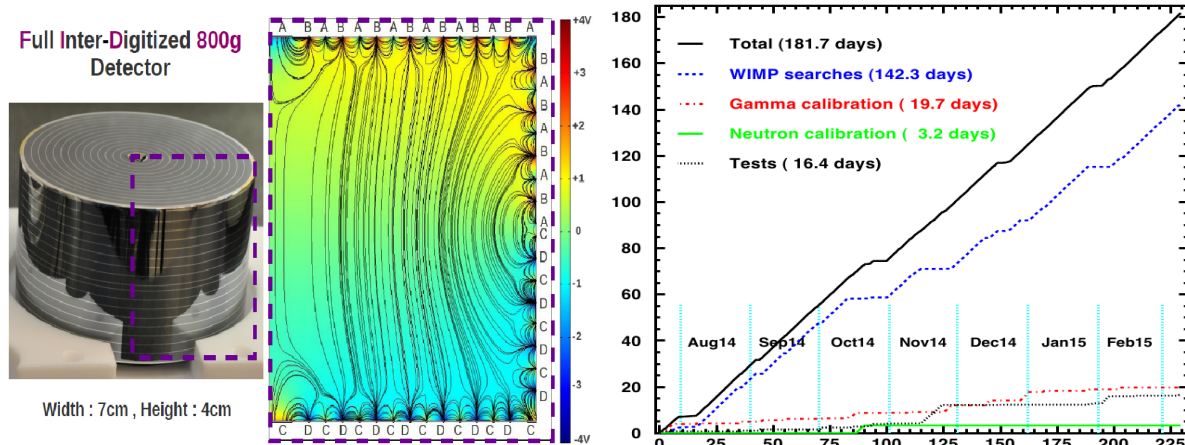 Full Inter-Digitized 800g
Detector
Width : 7cm , Height : 4cm
A B A B A B A B A B A B A B A
B
A
B
A
B
A
B
A
C
D
C
D
C
D
C
D
C D C D C D C D C D C D C D C
+4V
+3
+2
+1
0
-1
-2
-3
-4V
180
160
140
120
100
80
60
40
20
0
Total (181.7 days)
WIMP searches (142.3 days)
Gamma calibration ( 19.7 days)
Neutron calibration ( 3.2 days)
Tests ( 16.4 days)
Aug14 Sep14 Oct14 Nov14 Dec14 Jan15 Feb15
0 25 50 75 100 125 150 175 200 225